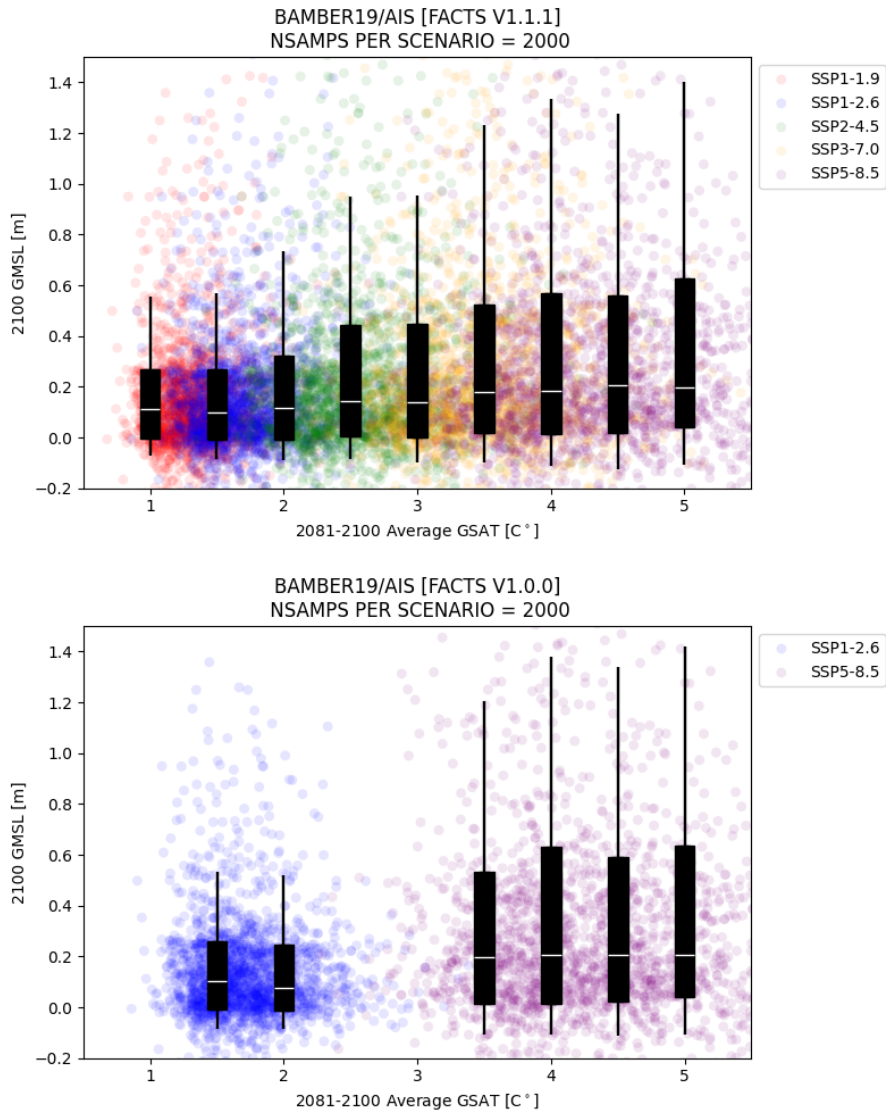 BAMBER19/AIS [FACTS V1.1.1]
NSAMPS PER SCENARIO = 2000
1.4
1.2
1.0
0.8
0.6
0.4
0.2
0.0
−0.2
2100 GMSL [m]
1 2 3 4 5
2081-2100 Average GSAT [C°]
SSP1-1.9
SSP1-2.6
SSP2-4.5
SSP3-7.0
SSP5-8.5
BAMBER19/AIS [FACTS V1.0.0]
NSAMPS PER SCENARIO = 2000
1.4
1.2
1.0
0.8
0.6
0.4
0.2
0.0
−0.2
2100 GMSL [m]
1 2 3 4 5
2081-2100 Average GSAT [C°]
SSP1-2.6
SSP5-8.5